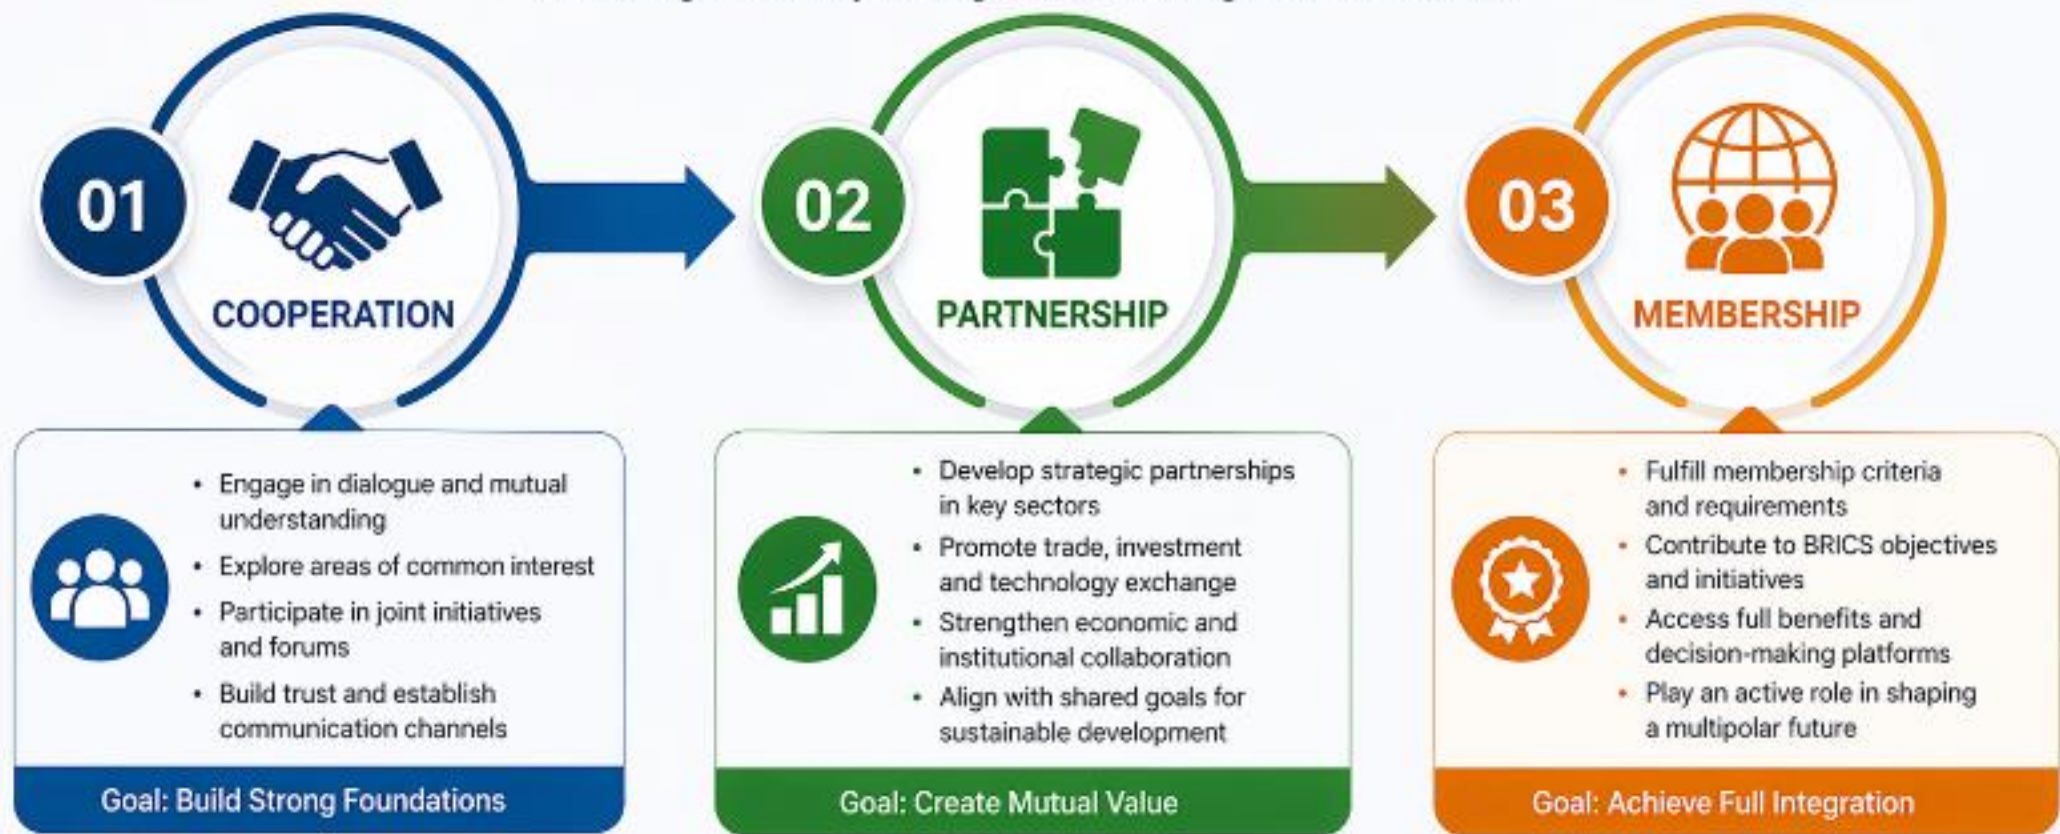 01
COOPERATION
• Engage in dialogue and mutual
understanding
• Explore areas of common interest
• Participate in joint initiatives
and forums
• Build trust and establish
communication channels
Goal: Build Strong Foundations
02
PARTNERSHIP
• Develop strategic partnerships
in key sectors
• Promote trade, investment
and technology exchange
• Strengthen economic and
institutional collaboration
• Align with shared goals for
sustainable development
Goal: Create Mutual Value
03
MEMBERSHIP
• Fulfill membership criteria
and requirements
• Contribute to BRICS objectives
and initiatives
• Access full benefits and
decision-making platforms
• Play an active role in shaping
a multipolar future
Goal: Achieve Full Integration